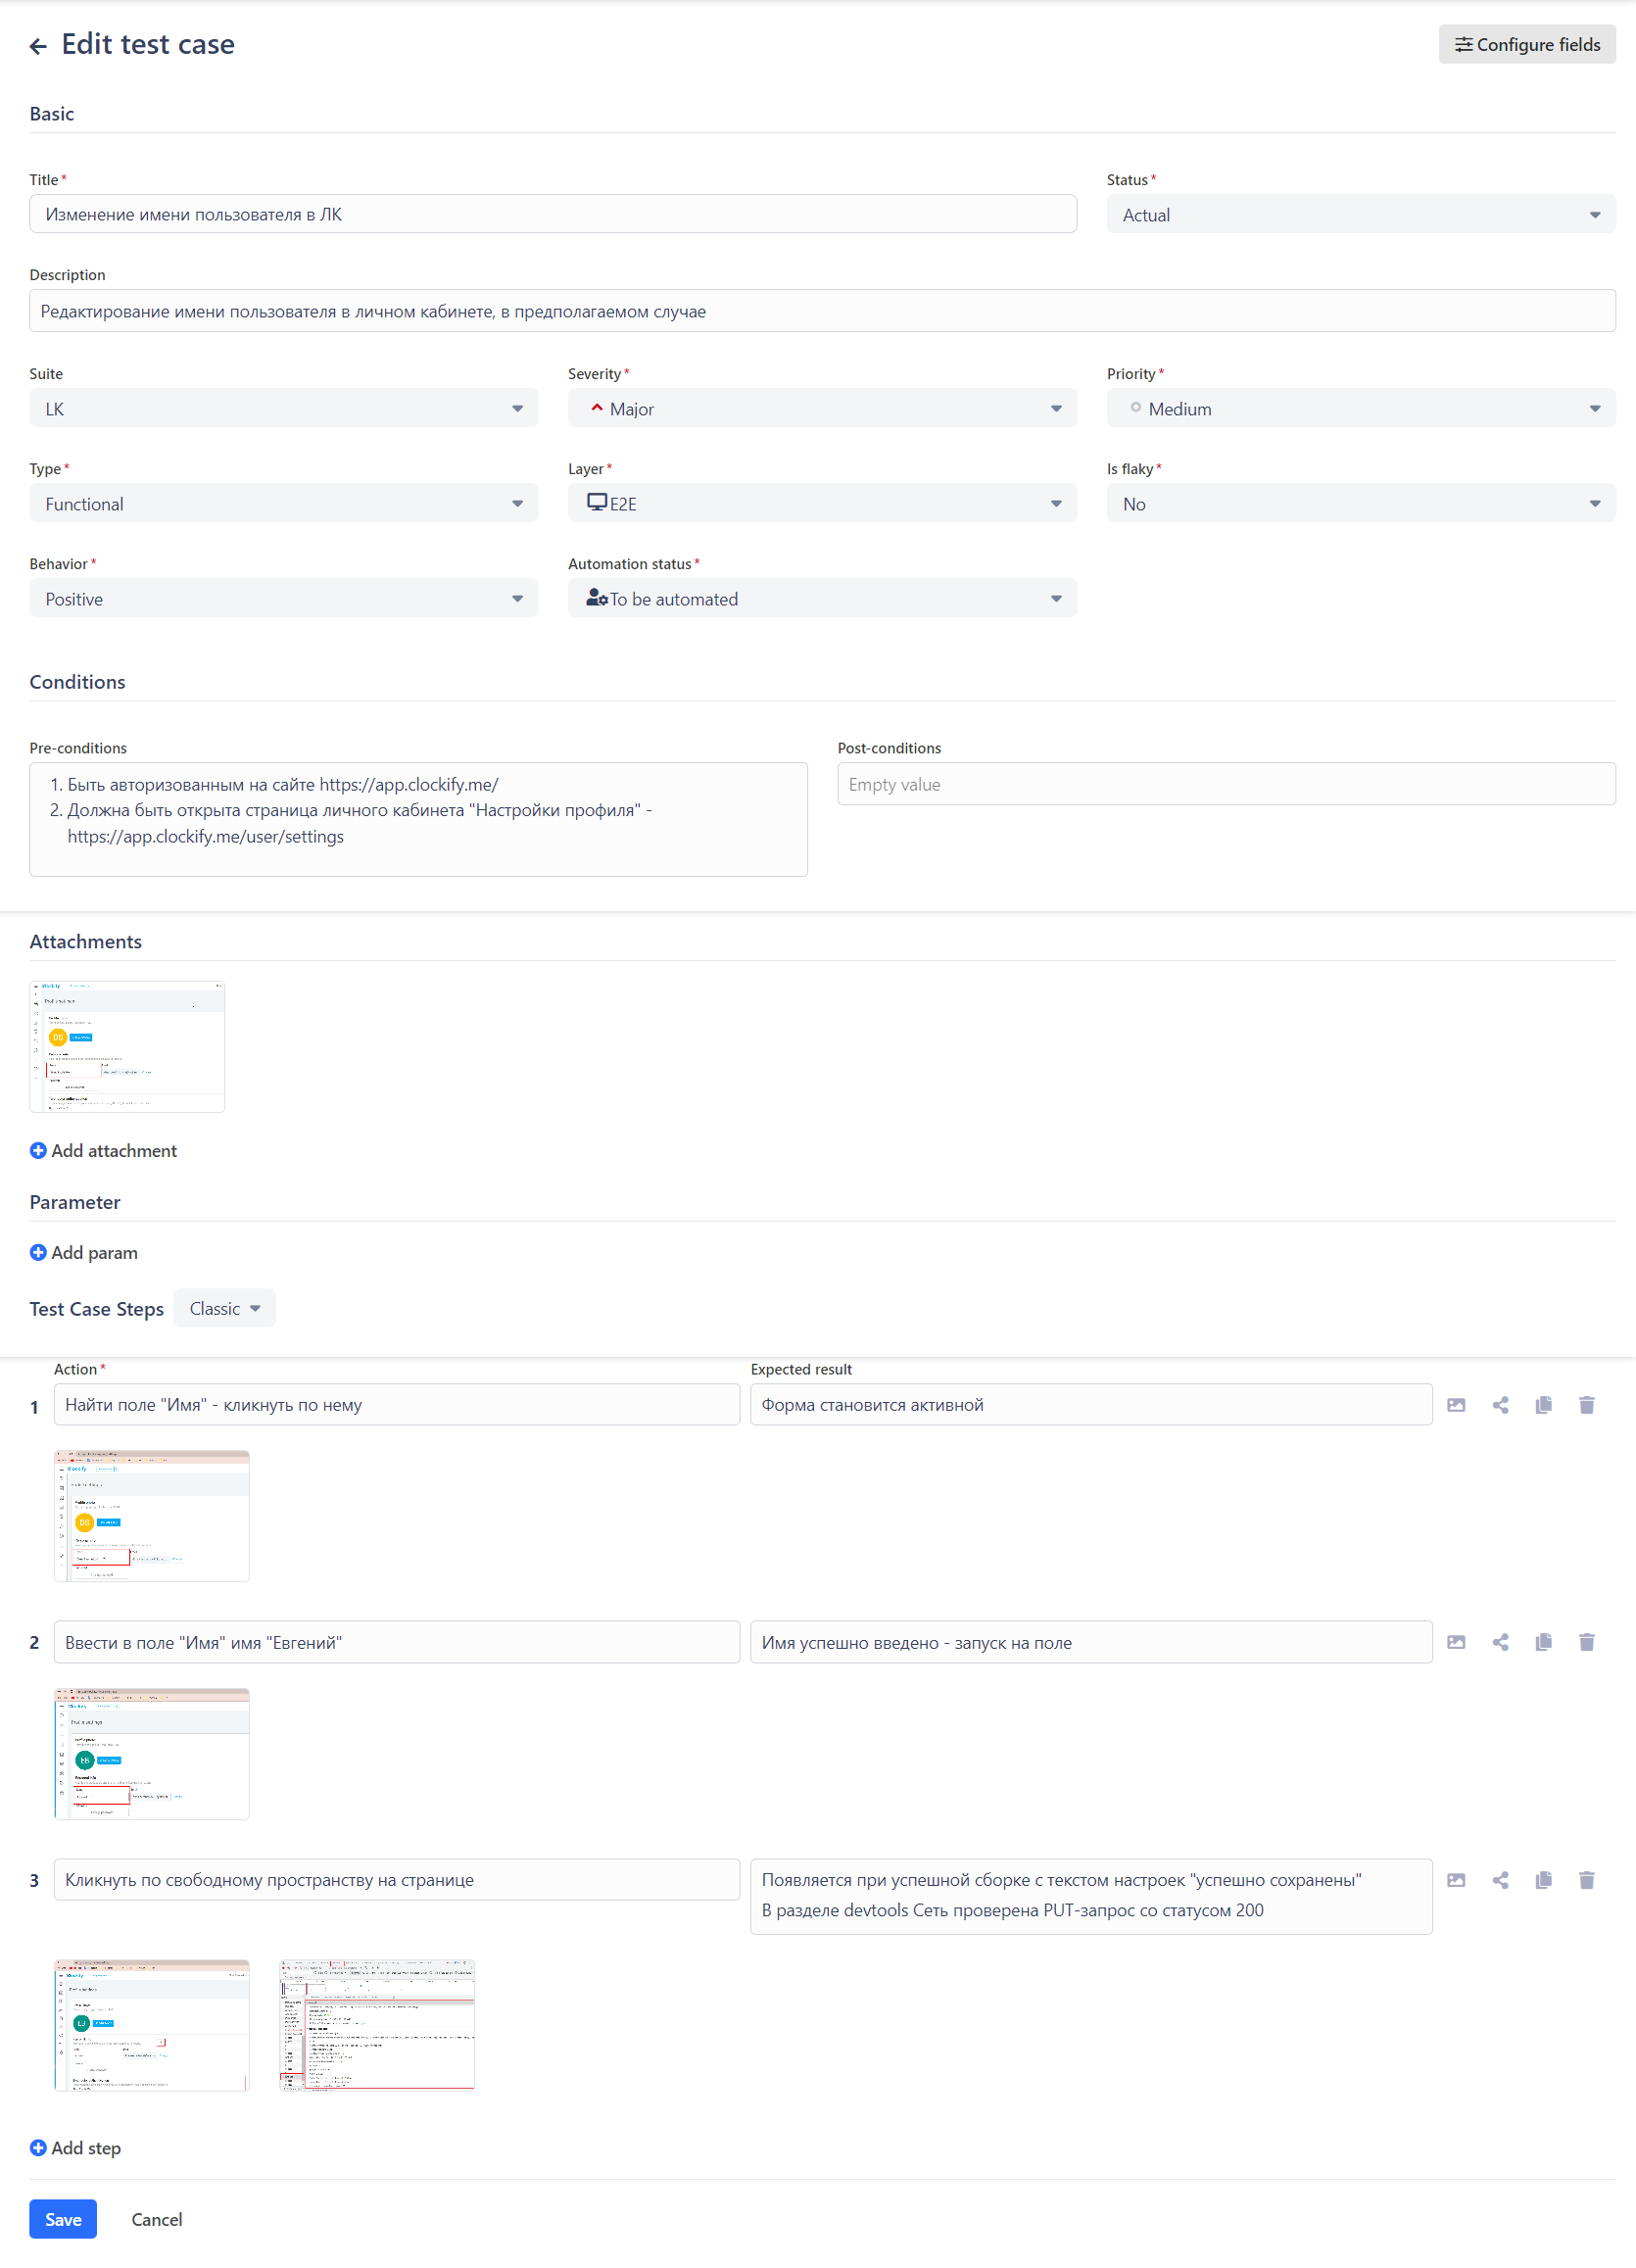 Edit test case
Configure fields
Basic
Title*
Status*
Изменение имени пользователя в ЛК
Actual
Description
Редактирование имени пользователя в личном кабинете, в предполагаемом случае
Suite
Severity*
Priority*
LK
Major
Medium
Type*
Layer*
Is flaky*
Functional
E2E
No
Behavior*
Automation status*
Positive
To be automated
Conditions
Pre-conditions
Post-conditions
1. Быть авторизованным на сайте https://app.clockify.me/
2. Должна быть открыта страница личного кабинета "Настройки профиля" -
https://app.clockify.me/user/settings
Empty value
Attachments
DS
Add attachment
Parameter
Add param
Test Case Steps
Classic
Action*
Expected result
1
Найти поле "Имя" - кликнуть по нему
Форма становится активной
DS
2
Ввести в поле "Имя" имя "Евгений"
Имя успешно введено - запуск на поле
3
Кликнуть по свободному пространству на странице
Появляется при успешной сборке с текстом настроек "успешно сохранены"
В разделе devtools Сеть проверена PUT-запрос со статусом 200
Add step
Save
Cancel